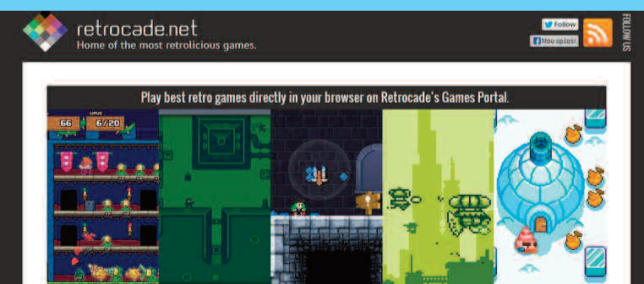 retrocade.net
Home of the most retrolicious games.
Follow
FOLLOW US
Play best retro games directly in your browser on Retrocade's Games Portal.
66
6/20